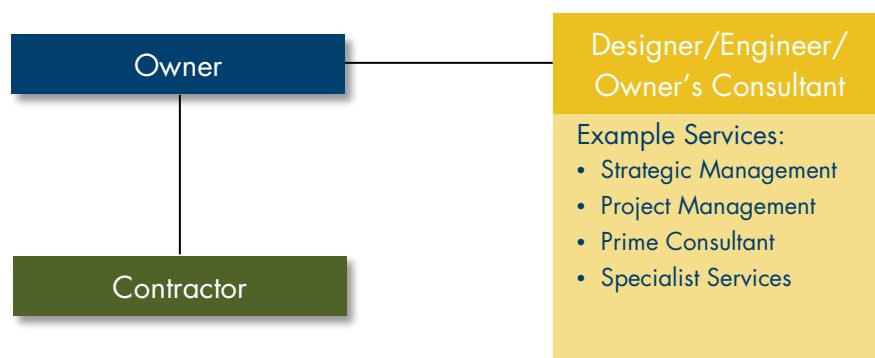 Owner
Designer/Engineer/
Owner’s Consultant
Example Services:
• Strategic Management
• Project Management
• Prime Consultant
• Specialist Services
Contractor